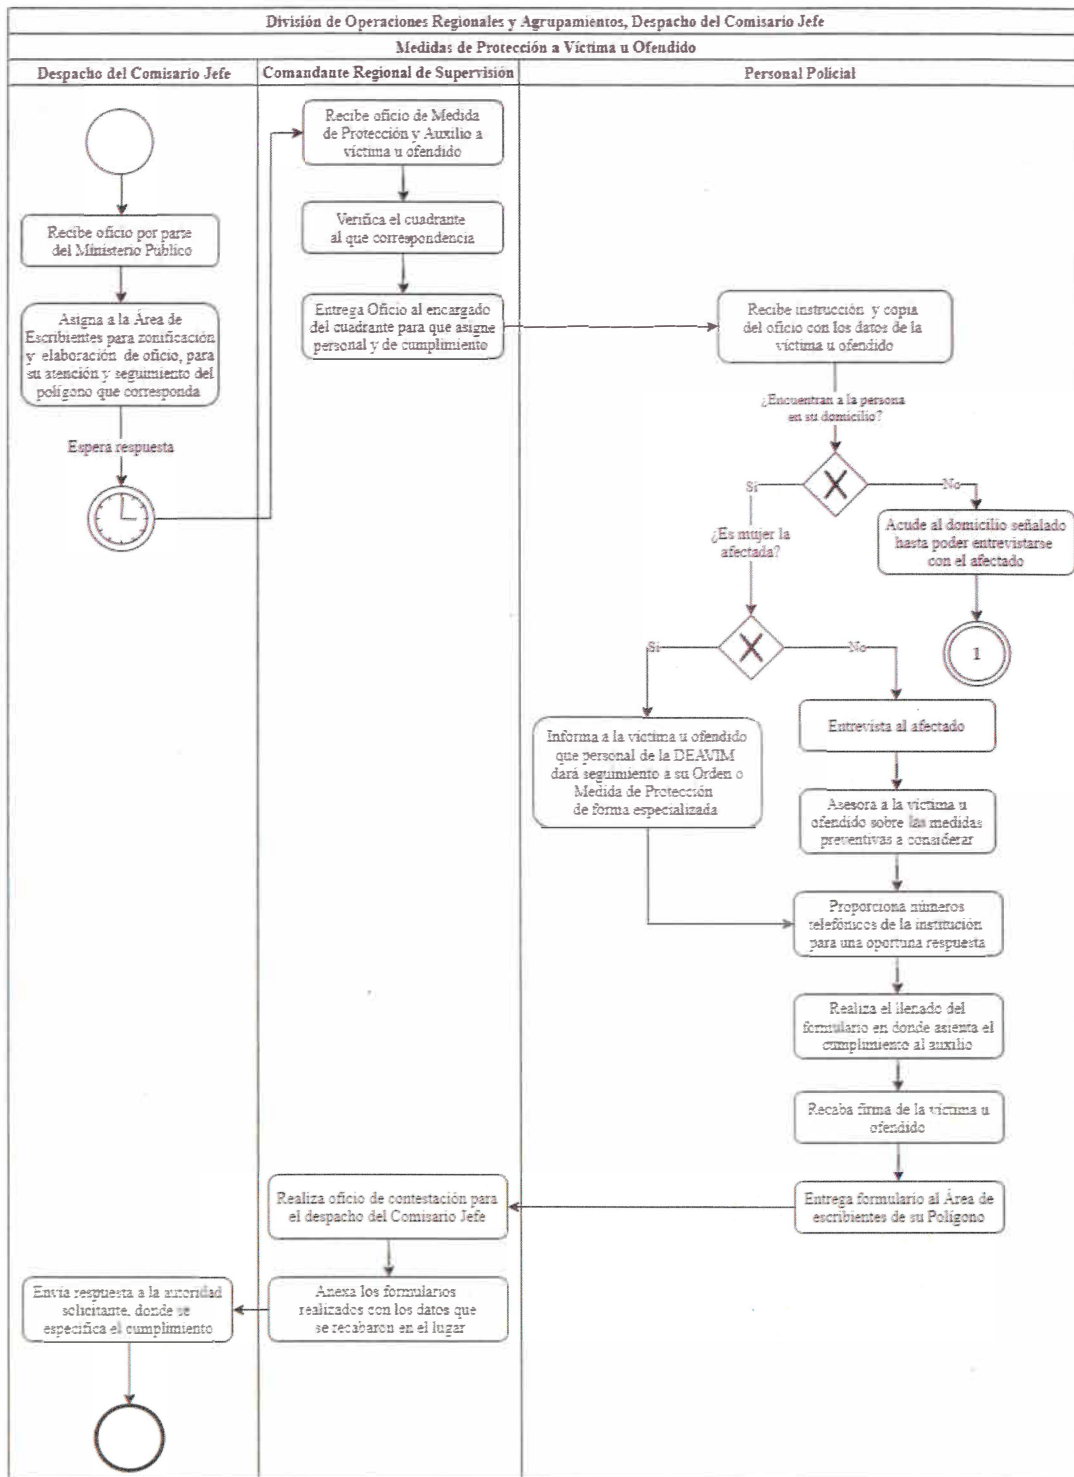 División de Operaciones Regionales y Agrupamientos, Despacho del Comisario Jefe
Medidas de Protección a Víctima u Ofendido
Despacho del Comisario Jefe
Comandante Regional de Supervisión
Personal Policial
Recibe oficio por parte
del Ministerio Público
Asigna a la Área de
Escribientes para zonificación
y elaboración de oficio, para
su atención y seguimiento del
polígono que corresponda
Espera respuesta
Recibe oficio de Medida
de Protección y Auxilio a
víctima u ofendido
Verifica el cuadrante
al que correspondencia
Entrega Oficio al encargado
del cuadrante para que asigne
personal y de cumplimiento
Recibe instrucción y copia
del oficio con los datos de la
víctima u ofendido
¿Encuentran a la persona
en su domicilio?
Si
No
Acude al domicilio señalado
hasta poder entrevistarse
con el afectado
1
¿Es mujer la
afectada?
Si
No
Informa a la víctima u ofendido
que personal de la DEAVIM
dará seguimiento a su Orden o
Medida de Protección
de forma especializada
Entrevista al afectado
Asesora a la víctima u
ofendido sobre las medidas
preventivas a considerar
Proporciona números
telefónicos de la institución
para una oportuna respuesta
Realiza el llenado del
formulario en donde asienta el
cumplimiento al auxilio
Recaba firma de la víctima u
ofendido
Entrega formulario al Área de
escribientes de su Polígono
Realiza oficio de contestación para
el despacho del Comisario Jefe
Anexa los formularios
realizados con los datos que
se recabaron en el lugar
Envía respuesta a la autoridad
solicitante, donde se
especifica el cumplimiento